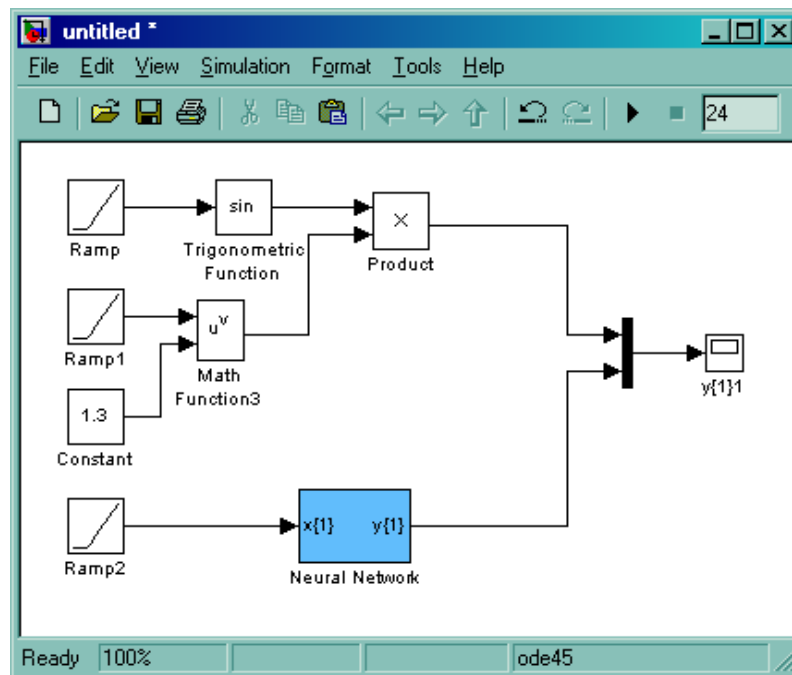 untitled *
File Edit View Simulation Format Tools Help
24
sin
Ramp
Trigonometric
Function
×
Product
Ramp1
u^v
Math
Function3
1.3
Constant
y{1}1
Ramp2
x{1} y{1}
Neural Network
Ready 100% ode45